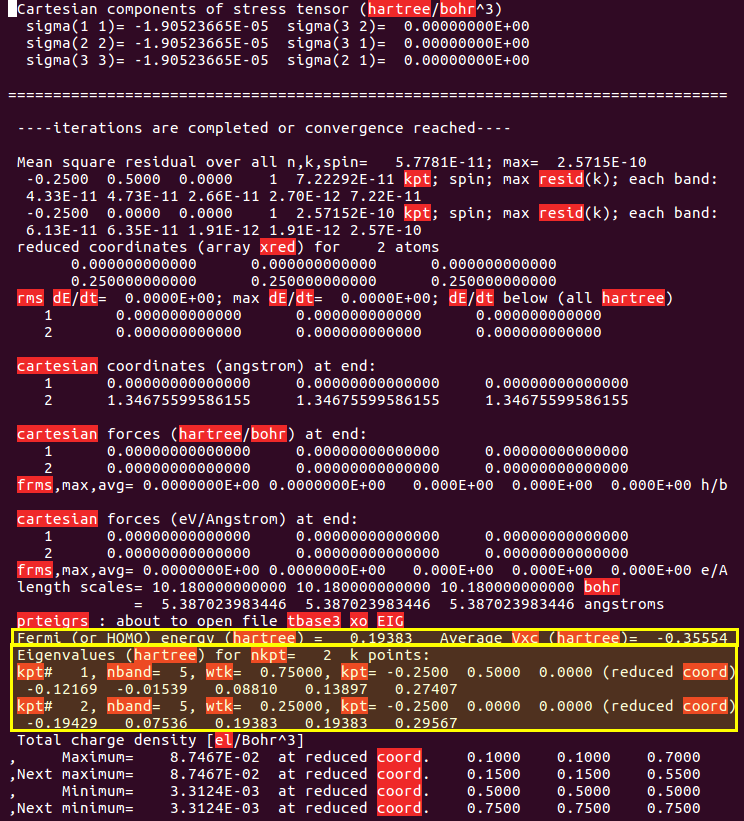 Cartesian components of stress tensor (hartree/bohr^3)
sigma(1 1)= -1.90523665E-05  sigma(3 2)=  0.00000000E+00
sigma(2 2)= -1.90523665E-05  sigma(3 1)=  0.00000000E+00
sigma(3 3)= -1.90523665E-05  sigma(2 1)=  0.00000000E+00
================================================================================
----iterations are completed or convergence reached----
Mean square residual over all n,k,spin=   5.7781E-11; max=  2.5715E-10
-0.2500  0.5000  0.0000    1  7.22292E-11 kpt; spin; max resid(k); each band:
4.33E-11 4.73E-11 2.66E-11 2.70E-12 7.22E-11
-0.2500  0.0000  0.0000    1  2.57152E-10 kpt; spin; max resid(k); each band:
6.13E-11 6.35E-11 1.91E-12 1.91E-12 2.57E-10
reduced coordinates (array xred) for    2 atoms
0.000000000000      0.000000000000      0.000000000000
0.250000000000      0.250000000000      0.250000000000
rms dE/dt=  0.0000E+00; max dE/dt=  0.0000E+00; dE/dt below (all hartree)
1       0.000000000000      0.000000000000      0.000000000000
2       0.000000000000      0.000000000000      0.000000000000
cartesian coordinates (angstrom) at end:
1      0.00000000000000     0.00000000000000     0.00000000000000
2      1.34675599586155     1.34675599586155     1.34675599586155
cartesian forces (hartree/bohr) at end:
1      0.00000000000000     0.00000000000000     0.00000000000000
2      0.00000000000000     0.00000000000000     0.00000000000000
frms,max,avg= 0.0000000E+00 0.0000000E+00   0.000E+00  0.000E+00  0.000E+00 h/b
cartesian forces (eV/Angstrom) at end:
1      0.00000000000000     0.00000000000000     0.00000000000000
2      0.00000000000000     0.00000000000000     0.00000000000000
frms,max,avg= 0.0000000E+00 0.0000000E+00   0.000E+00  0.000E+00  0.000E+00 e/A
length scales= 10.180000000000 10.180000000000 10.180000000000 bohr
=  5.387023983446  5.387023983446  5.387023983446 angstroms
prteigrs : about to open file tbase3_xo_EIG
Fermi (or HOMO) energy (hartree) =   0.19383   Average Vxc (hartree)=  -0.35554
Eigenvalues (hartree) for nkpt=   2  k points:
kpt#   1, nband=  5, wtk=  0.75000, kpt= -0.2500  0.5000  0.0000 (reduced coord)
-0.12169  -0.01539   0.08810   0.13897   0.27407
kpt#   2, nband=  5, wtk=  0.25000, kpt= -0.2500  0.0000  0.0000 (reduced coord)
-0.19429   0.07536   0.19383   0.19383   0.29567
Total charge density [el/Bohr^3]
,     Maximum=    8.7467E-02  at reduced coord.    0.1000    0.1000    0.7000
,Next maximum=    8.7467E-02  at reduced coord.    0.1500    0.1500    0.5500
,     Minimum=    3.3124E-03  at reduced coord.    0.0000    0.0000    0.0000
,Next minimum=    3.3124E-03  at reduced coord.    0.7500    0.7500    0.7500